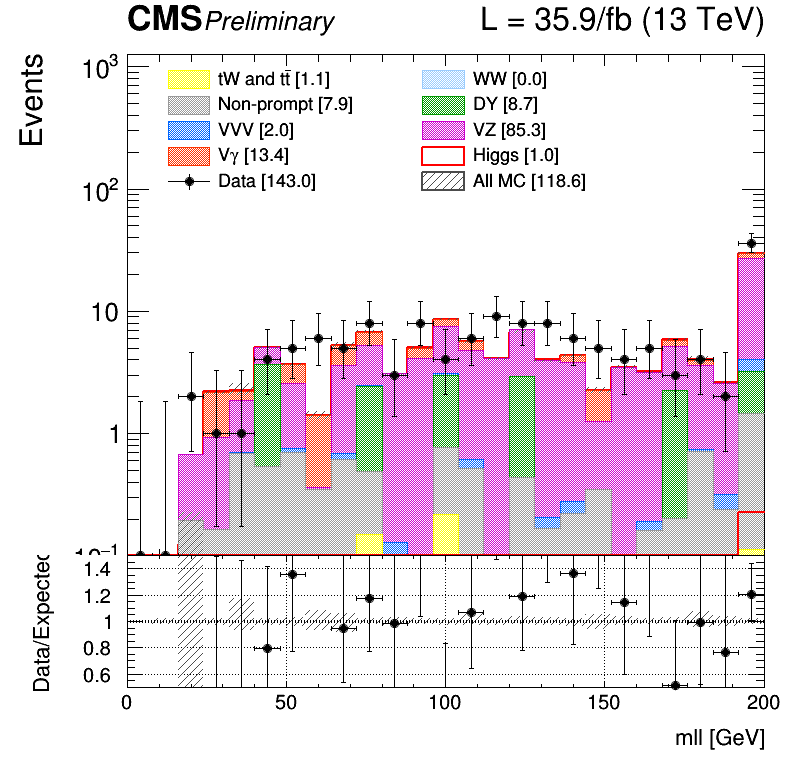 CMS Preliminary L = 35.9/fb (13 TeV)
Events
10³
10²
10
1
10⁻¹
tW and tt̄ [1.1]
WW [0.0]
Non-prompt [7.9]
DY [8.7]
VVV [2.0]
VZ [85.3]
Vγ [13.4]
Higgs [1.0]
Data [143.0]
All MC [118.6]
Data/Expected
1.4
1.2
1
0.8
0.6
0 50 100 150 200
mll [GeV]